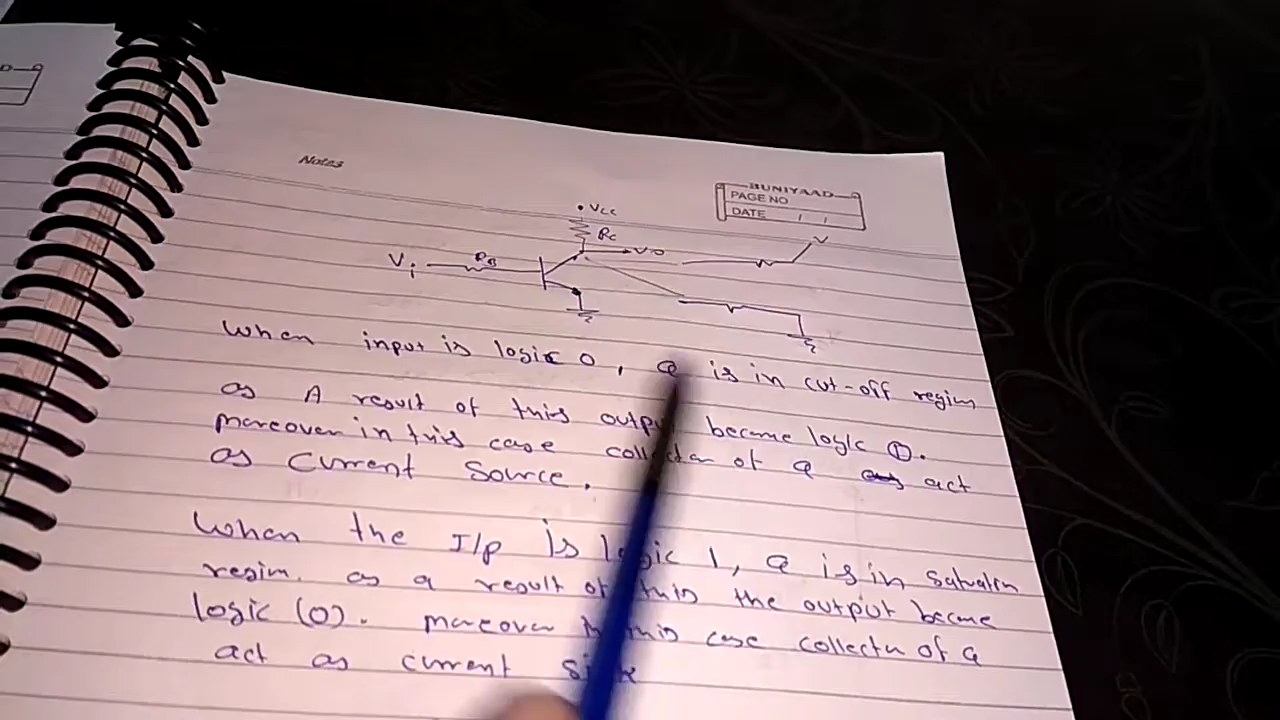 Notes
BUNIYAAD
PAGE NO
DATE / /
VCC
RC
Vo
V
Vi
RB
When input is logic 0, Q is in cut-off region
as A result of this output became logic 1.
moreover in this case collector of Q act
as current source.
When the I/p is logic 1, Q is in
region. as a result of this the output became
logic (0). moreover in this case collector of Q
act as current sink